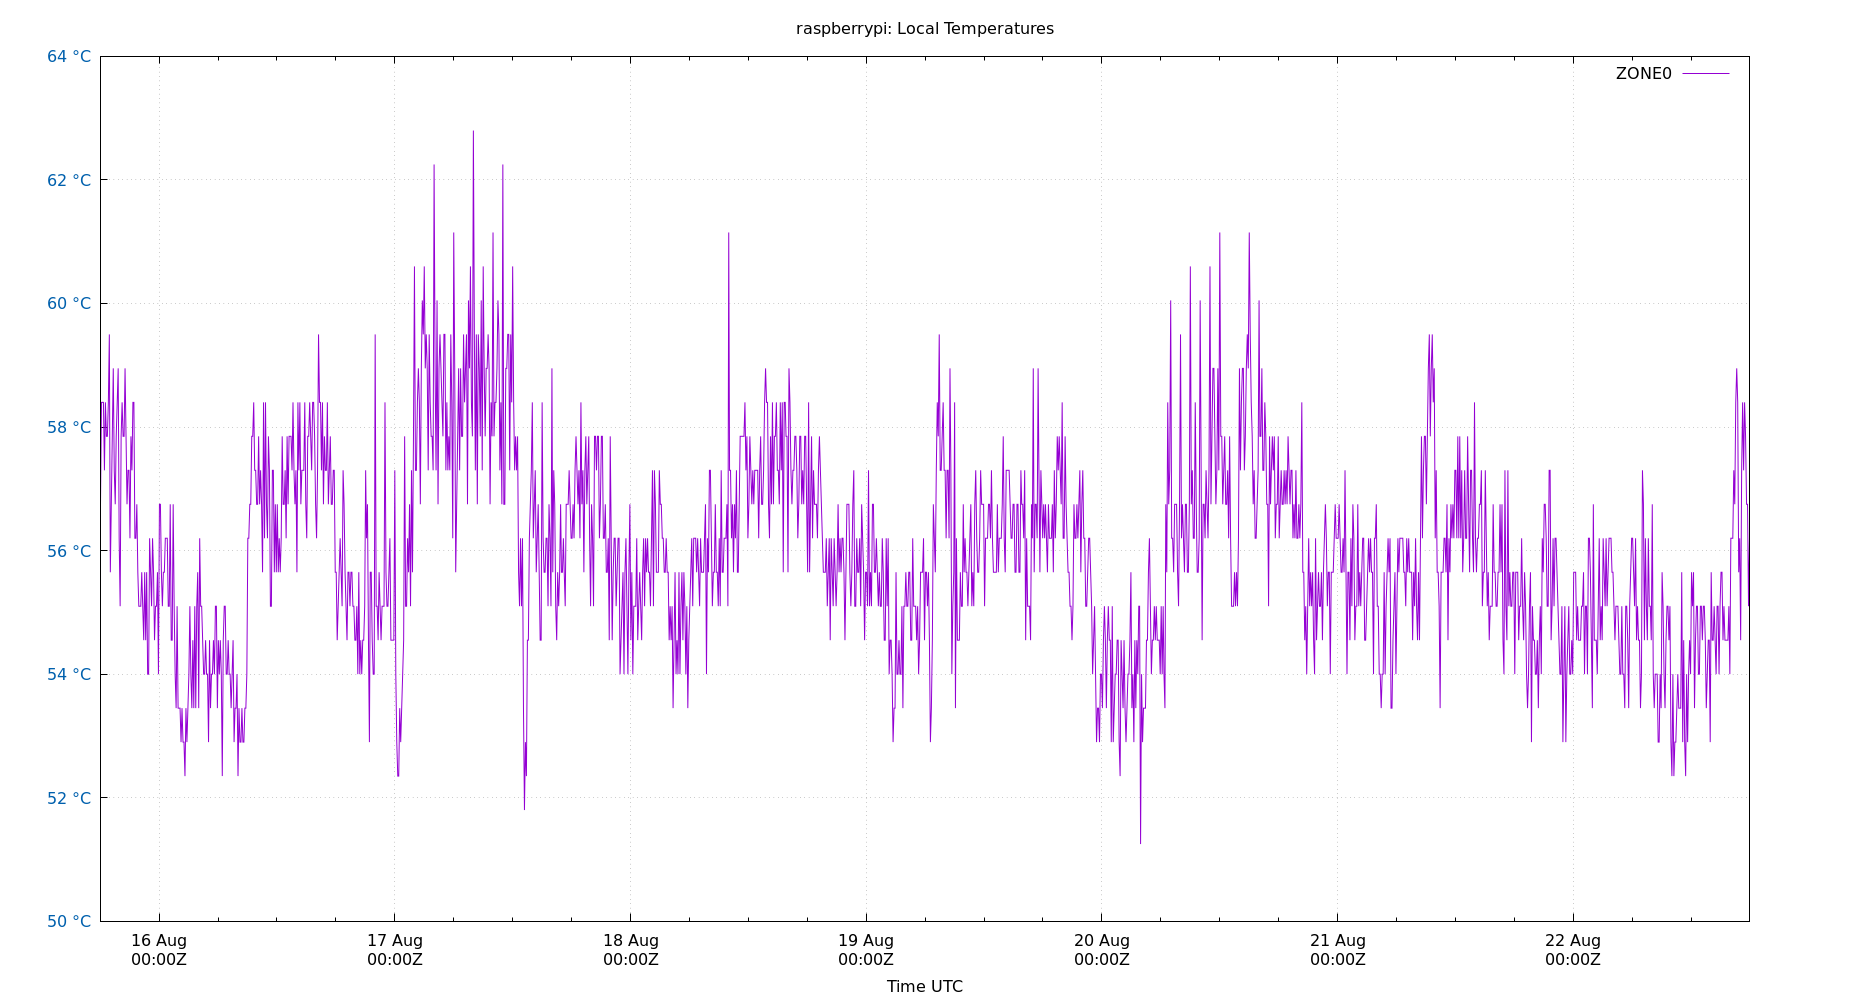 raspberrypi: Local Temperatures
64 °C
ZONE0
62 °C
60 °C
58 °C
56 °C
54 °C
52 °C
50 °C
16 Aug 17 Aug 18 Aug 19 Aug 20 Aug 21 Aug 22 Aug
00:00Z 00:00Z 00:00Z 00:00Z 00:00Z 00:00Z 00:00Z
Time UTC